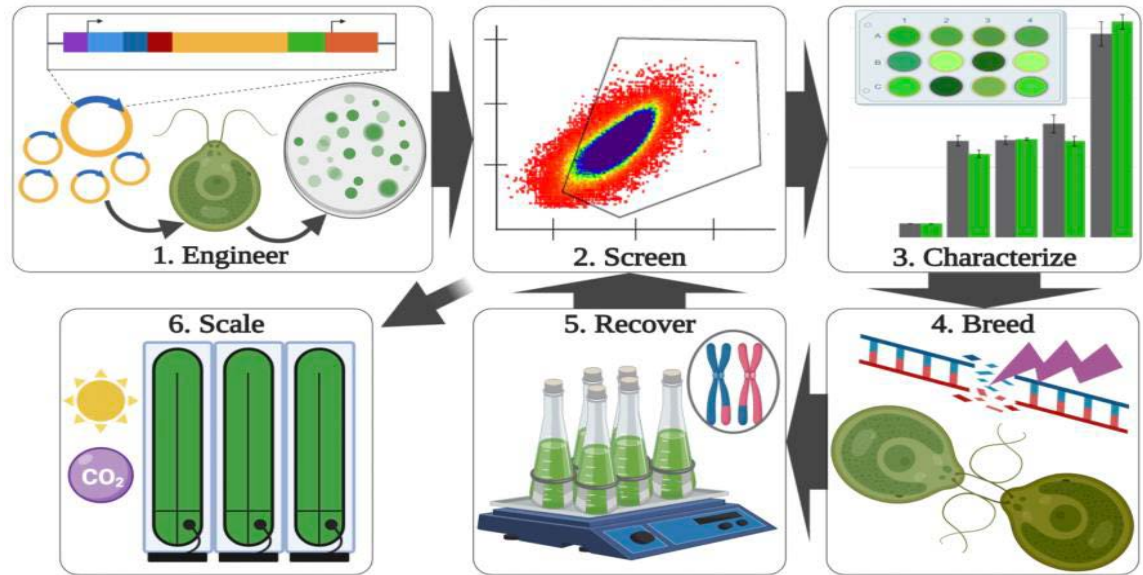 1. Engineer
2. Screen
1 2 3 4
A
B
C
3. Characterize
4. Breed
5. Recover
6. Scale
CO₂